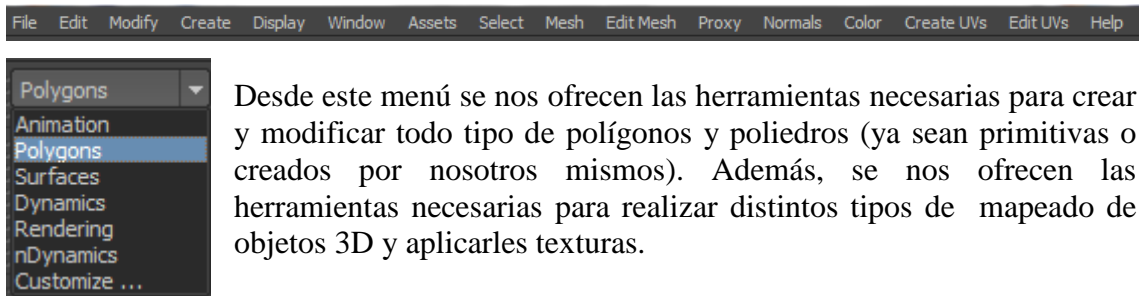 File Edit Modify Create Display Window Assets Select Mesh Edit Mesh Proxy Normals Color Create UVs Edit UVs Help
Polygons
Animation
Polygons
Surfaces
Dynamics
Rendering
nDynamics
Customize ...
Desde este menú se nos ofrecen las herramientas necesarias para crear
y modificar todo tipo de polígonos y poliedros (ya sean primitivas o
creados por nosotros mismos). Además, se nos ofrecen las
herramientas necesarias para realizar distintos tipos de mapeado de
objetos 3D y aplicarles texturas.